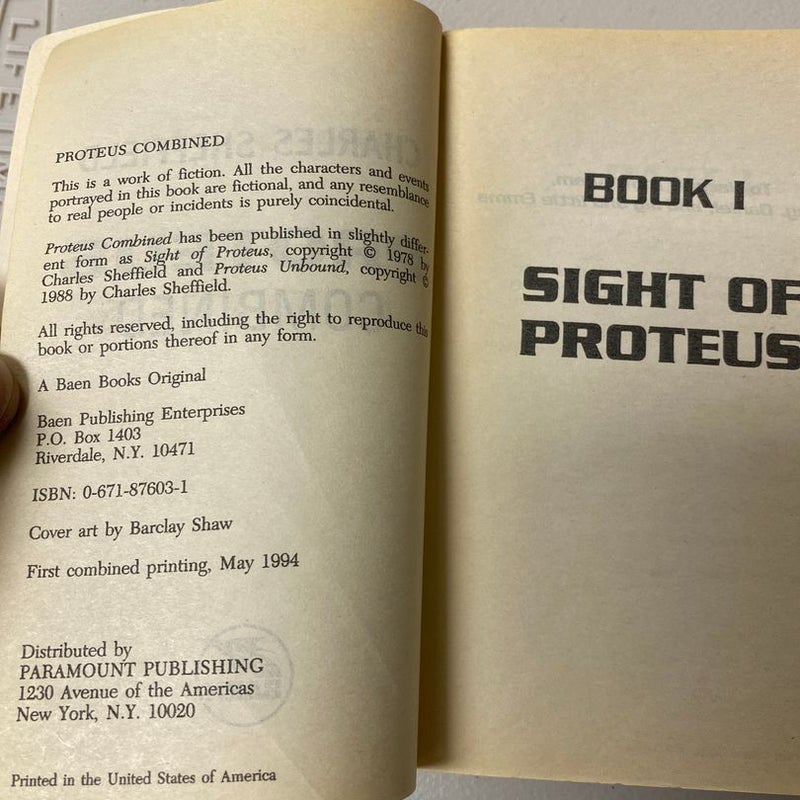 PROTEUS COMBINED
This is a work of fiction. All the characters and events
portrayed in this book are fictional, and any resemblance
to real people or incidents is purely coincidental.
Proteus Combined has been published in slightly differ-
ent form as Sight of Proteus, copyright © 1978 by
Charles Sheffield and Proteus Unbound, copyright ©
1988 by Charles Sheffield.
All rights reserved, including the right to reproduce this
book or portions thereof in any form.
A Baen Books Original
Baen Publishing Enterprises
P.O. Box 1403
Riverdale, N.Y. 10471
ISBN: 0-671-87603-1
Cover art by Barclay Shaw
First combined printing, May 1994
Distributed by
PARAMOUNT PUBLISHING
1230 Avenue of the Americas
New York, N.Y. 10020
Printed in the United States of America
BOOK I
SIGHT OF
PROTEUS